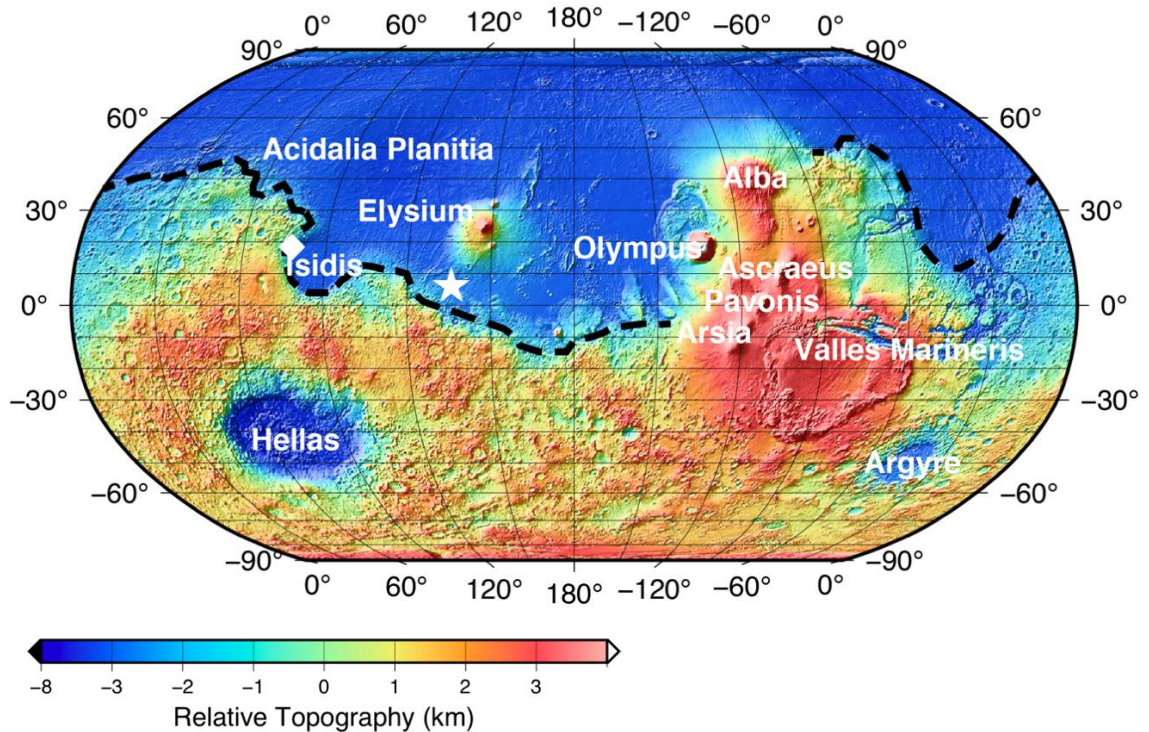 0° 60° 120° 180° −120° −60° 0°
90° 90°
60° 60°
Acidalia Planitia
Alba
30° Elysium 30°
Olympus
Isidis Ascraeus
0° Pavonis 0°
Arsia
Valles Marineris
−30° −30°
Hellas Argyre
−60° −60°
−90° −90°
0° 60° 120° 180° −120° −60° 0°
−8 −3 −2 −1 0 1 2 3
Relative Topography (km)